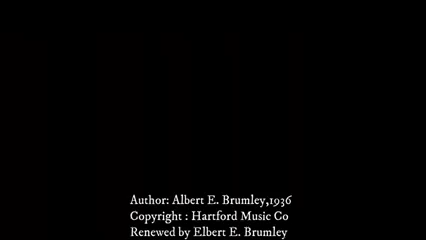 Author: Albert E. Brumley,1936
Copyright : Hartford Music Co
Renewed by Elbert E. Brumley